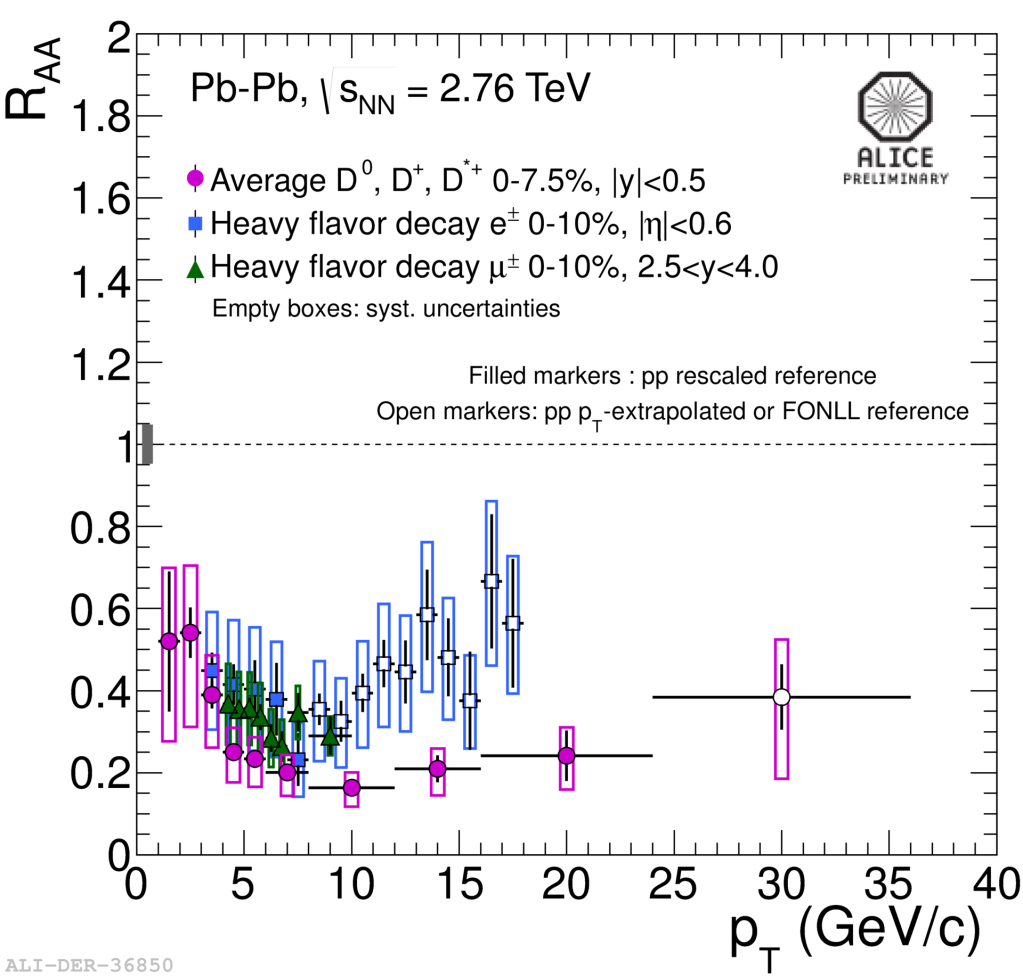 R_AA
2
1.8
1.6
1.4
1.2
1
0.8
0.6
0.4
0.2
0
Pb-Pb, √s_NN = 2.76 TeV
ALICE
PRELIMINARY
Average D⁰, D⁺, D*⁺ 0-7.5%, |y|<0.5
Heavy flavor decay e± 0-10%, |η|<0.6
Heavy flavor decay μ± 0-10%, 2.5<y<4.0
Empty boxes: syst. uncertainties
Filled markers : pp rescaled reference
Open markers: pp p_T-extrapolated or FONLL reference
0 5 10 15 20 25 30 35 40
p_T (GeV/c)
ALI-DER-36850